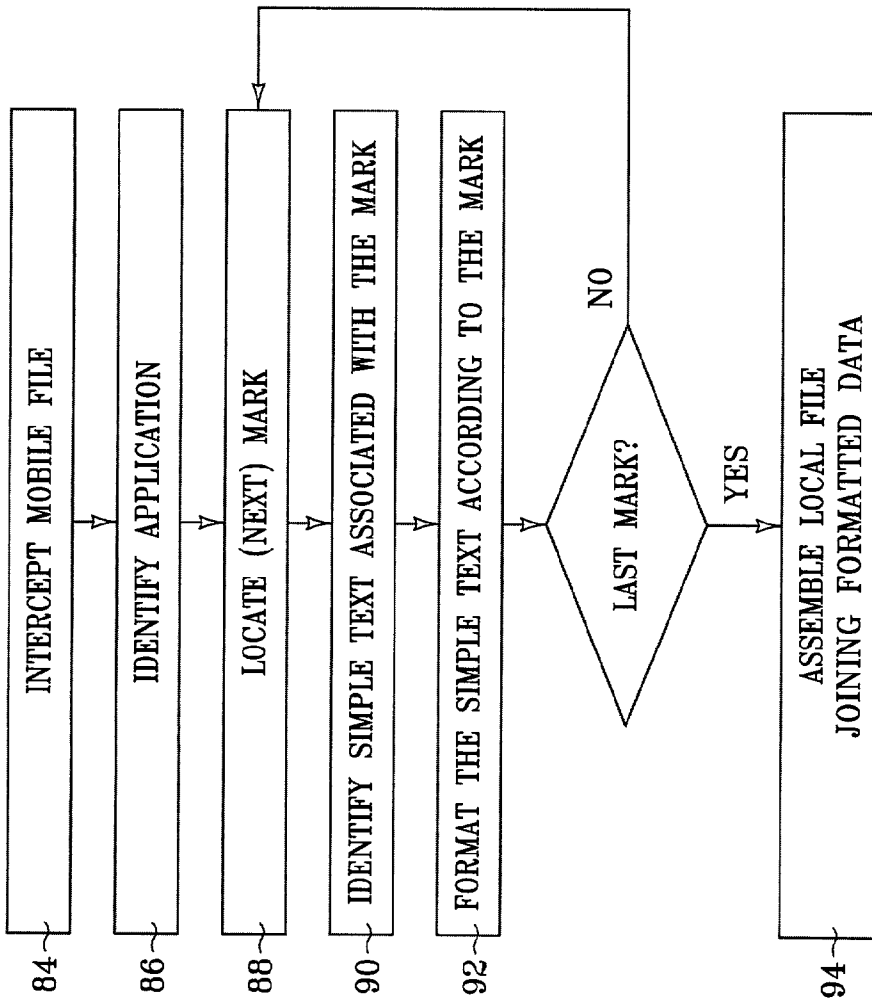 84
INTERCEPT MOBILE FILE
86
IDENTIFY APPLICATION
88
LOCATE (NEXT) MARK
90
IDENTIFY SIMPLE TEXT ASSOCIATED WITH THE MARK
92
FORMAT THE SIMPLE TEXT ACCORDING TO THE MARK
LAST MARK?
NO
YES
94
ASSEMBLE LOCAL FILE
JOINING FORMATTED DATA